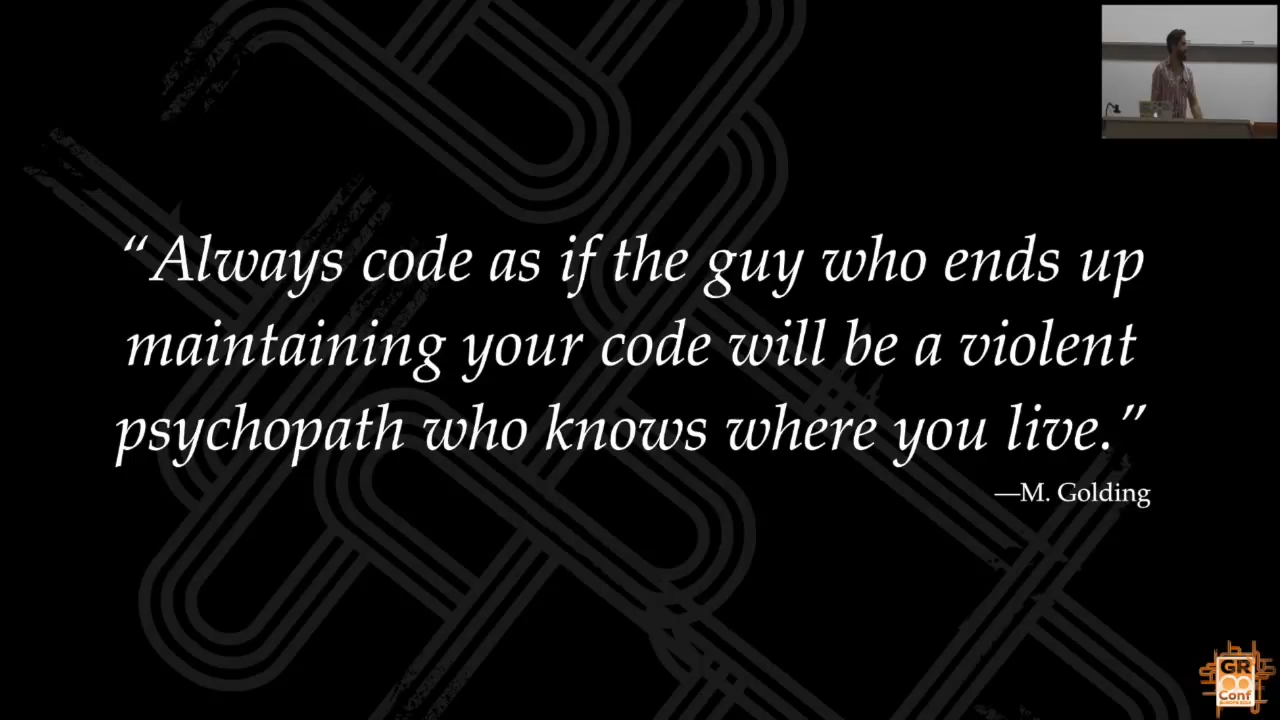 “Always code as if the guy who ends up
maintaining your code will be a violent
psychopath who knows where you live.”
—M. Golding
GR
Conf